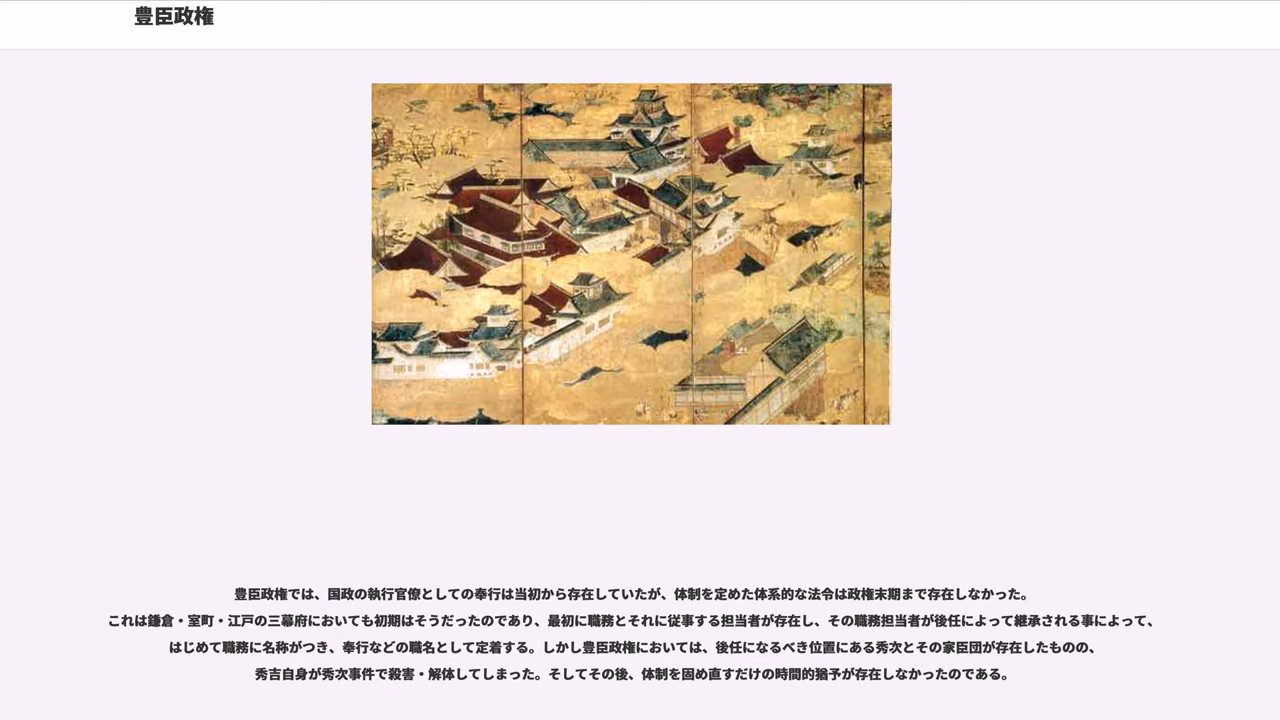 豊臣政権
豊臣政権では、国政の執行官僚としての奉行は当初から存在していたが、体制を定めた体系的な法令は政権末期まで存在しなかった。
これは鎌倉・室町・江戸の三幕府においても初期はそうだったのであり、最初に職務とそれに従事する担当者が存在し、その職務担当者が後任によって継承される事によって、
はじめて職務に名称がつき、奉行などの職名として定着する。しかし豊臣政権においては、後任になるべき位置にある秀次とその家臣団が存在したものの、
秀吉自身が秀次事件で殺害・解体してしまった。そしてその後、体制を固め直すだけの時間的猶予が存在しなかったのである。